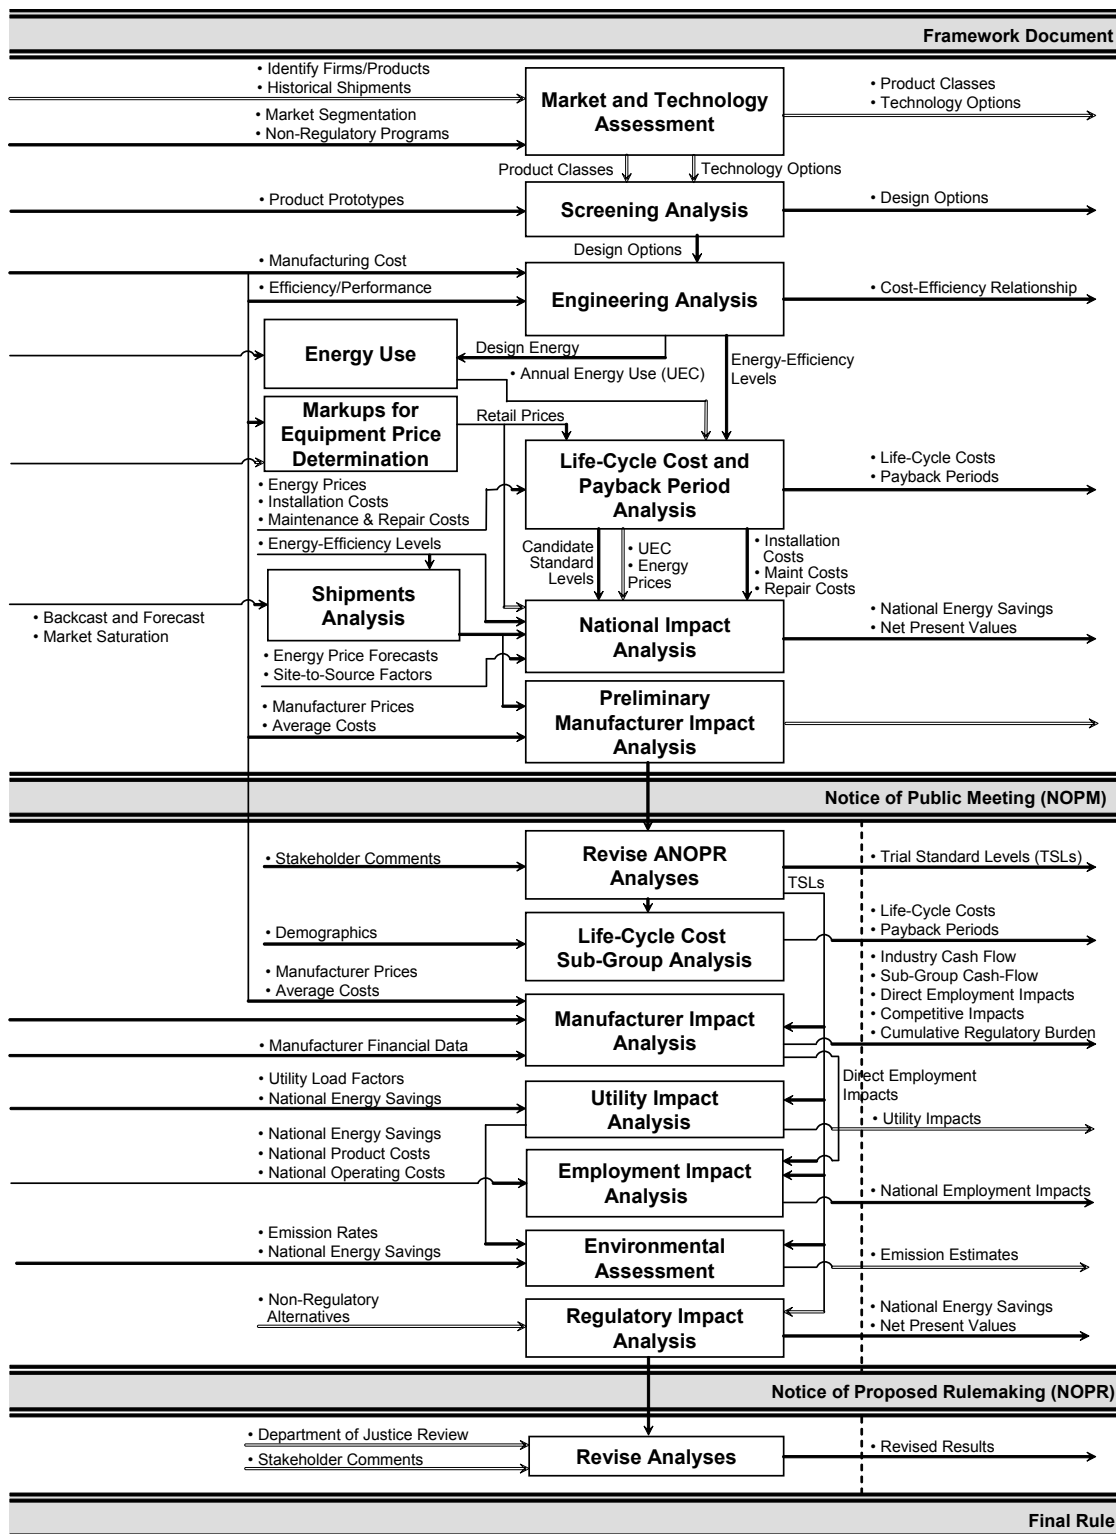 Framework Document
• Identify Firms/Products
• Historical Shipments
• Market Segmentation
• Non-Regulatory Programs
Market and Technology
Assessment
• Product Classes
• Technology Options
Product Classes
Technology Options
• Product Prototypes
Screening Analysis
• Design Options
Design Options
• Manufacturing Cost
• Efficiency/Performance
Engineering Analysis
• Cost-Efficiency Relationship
Energy Use
Design Energy
• Annual Energy Use (UEC)
Energy-Efficiency
Levels
Markups for
Equipment Price
Determination
Retail Prices
Life-Cycle Cost and
Payback Period
Analysis
• Life-Cycle Costs
• Payback Periods
• Energy Prices
• Installation Costs
• Maintenance & Repair Costs
• Energy-Efficiency Levels
Candidate
Standard
Levels
• UEC
• Energy
Prices
• Installation
Costs
• Maint Costs
• Repair Costs
Shipments
Analysis
• Backcast and Forecast
• Market Saturation
National Impact
Analysis
• National Energy Savings
• Net Present Values
• Energy Price Forecasts
• Site-to-Source Factors
• Manufacturer Prices
• Average Costs
Preliminary
Manufacturer Impact
Analysis
Notice of Public Meeting (NOPM)
• Stakeholder Comments
Revise ANOPR
Analyses
• Trial Standard Levels (TSLs)
TSLs
• Demographics
Life-Cycle Cost
Sub-Group Analysis
• Life-Cycle Costs
• Payback Periods
• Manufacturer Prices
• Average Costs
• Manufacturer Financial Data
Manufacturer Impact
Analysis
• Industry Cash Flow
• Sub-Group Cash-Flow
• Direct Employment Impacts
• Competitive Impacts
• Cumulative Regulatory Burden
Direct Employment
Impacts
• Utility Load Factors
• National Energy Savings
Utility Impact
Analysis
• Utility Impacts
• National Energy Savings
• National Product Costs
• National Operating Costs
Employment Impact
Analysis
• National Employment Impacts
• Emission Rates
• National Energy Savings
Environmental
Assessment
• Emission Estimates
• Non-Regulatory
Alternatives
Regulatory Impact
Analysis
• National Energy Savings
• Net Present Values
Notice of Proposed Rulemaking (NOPR)
• Department of Justice Review
• Stakeholder Comments
Revise Analyses
• Revised Results
Final Rule